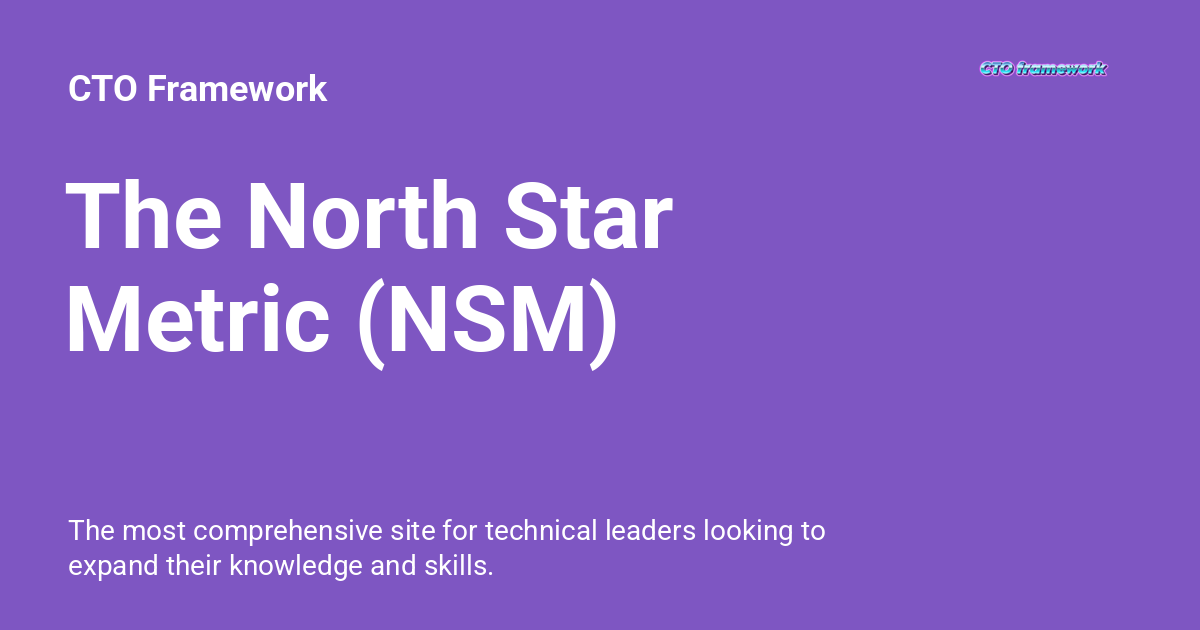 CTO Framework
CTO framework
The North Star
Metric (NSM)
The most comprehensive site for technical leaders looking to
expand their knowledge and skills.